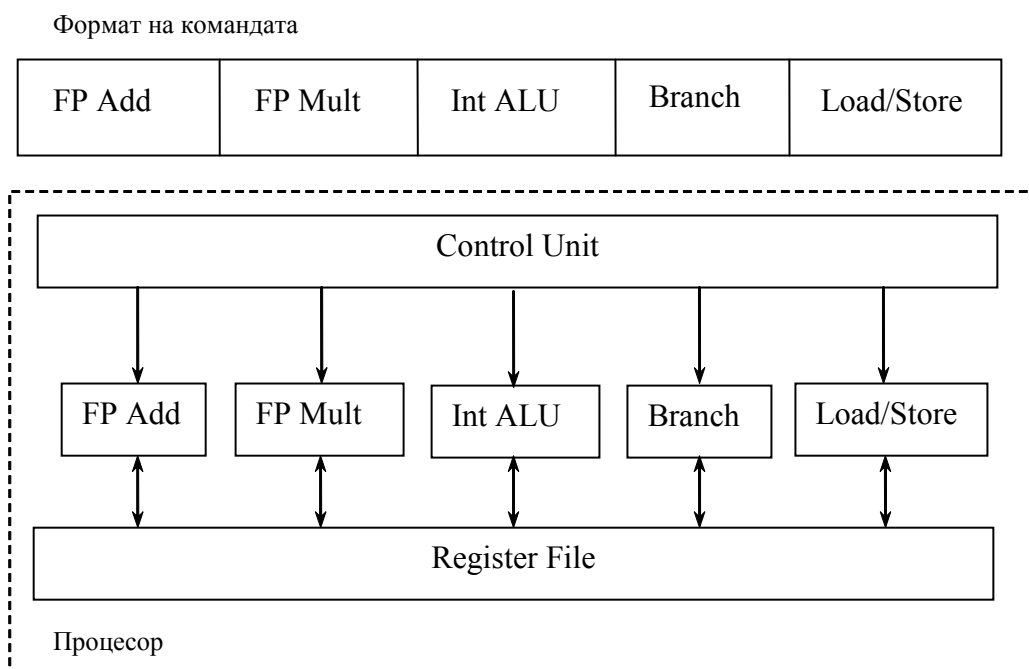 Формат на командата
FP Add FP Mult Int ALU Branch Load/Store
Control Unit
FP Add FP Mult Int ALU Branch Load/Store
Register File
Процесор